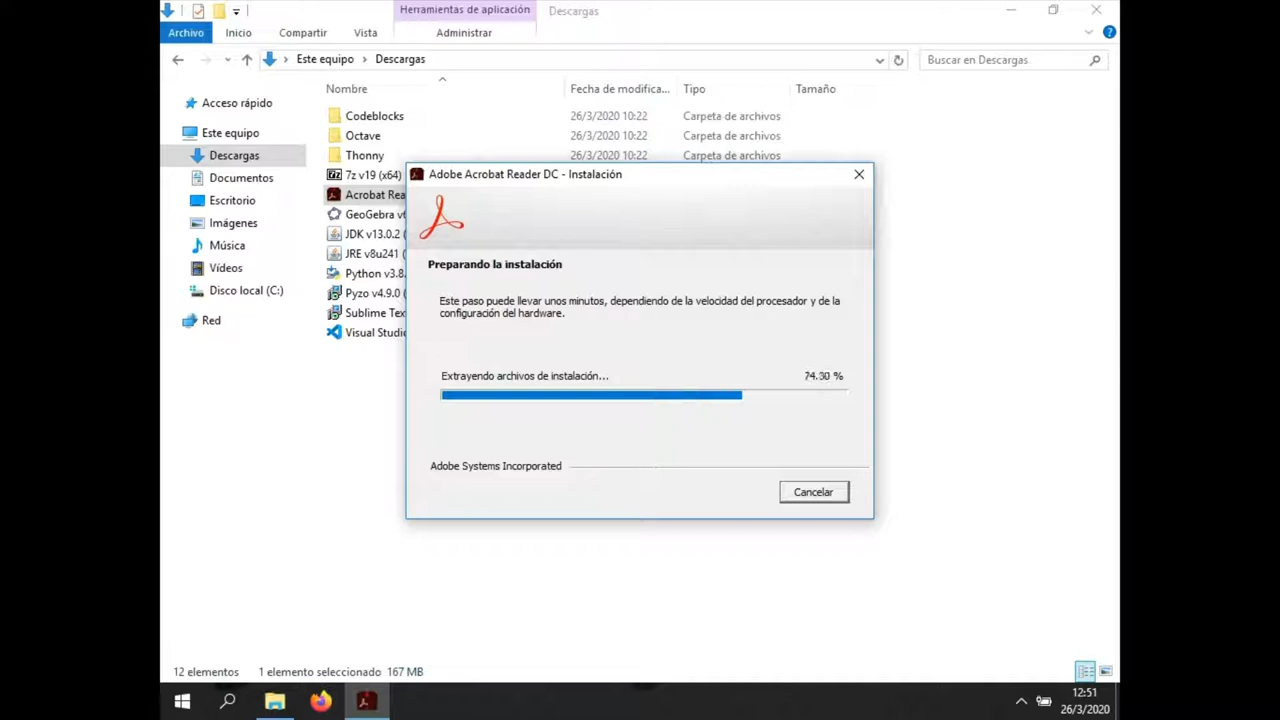 Herramientas de aplicación
Descargas
Archivo
Inicio
Compartir
Vista
Administrar
Este equipo
Descargas
Buscar en Descargas
Nombre
Fecha de modifica...
Tipo
Tamaño
Acceso rápido
Este equipo
Descargas
Documentos
Escritorio
Imágenes
Música
Vídeos
Disco local (C:)
Red
Codeblocks 26/3/2020 10:22 Carpeta de archivos
Octave 26/3/2020 10:22 Carpeta de archivos
Thonny 26/3/2020 10:22 Carpeta de archivos
7z v19 (x64)
Acrobat Rea
GeoGebra v
JDK v13.0.2
JRE v8u241 (
Python v3.8.
Pyzo v4.9.0 (
Sublime Tex
Visual Studi
Adobe Acrobat Reader DC - Instalación
Preparando la instalación
Este paso puede llevar unos minutos, dependiendo de la velocidad del procesador y de la
configuración del hardware.
Extrayendo archivos de instalación... 74.30 %
Adobe Systems Incorporated
Cancelar
12 elementos 1 elemento seleccionado 167 MB
12:51
26/3/2020